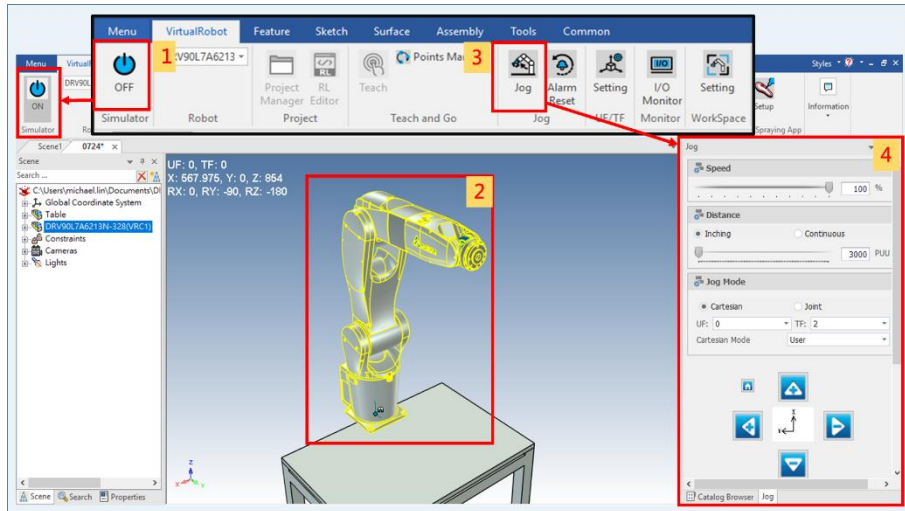 Menu VirtualRobot Feature Sketch Surface Assembly Tools Common
1 3
OFF
DRV90L7A6213
Project Manager
RL Editor
Teach
Points Ma
Jog
Alarm Reset
Setting
I/O Monitor
Setting
Simulator Robot Project Teach and Go Jog UF/TF Monitor WorkSpace
Menu Virtual
ON
DRV90L
Simulator Ro
Styles
Setup
Information
Spraying App
Scene1 0724*
Scene
Search ...
C:\Users\michael.lin\Documents\DI
Global Coordinate System
Table
DRV90L7A6213N-328(VRC1)
Constraints
Cameras
Lights
Scene Search Properties
UF: 0, TF: 0
X: 567.975, Y: 0, Z: 854
RX: 0, RY: -90, RZ: -180
2
Jog
4
Speed
100 %
Distance
Inching Continuous
3000 PUU
Jog Mode
Cartesian Joint
UF: 0 TF: 2
Cartesian Mode User
Catalog Browser Jog